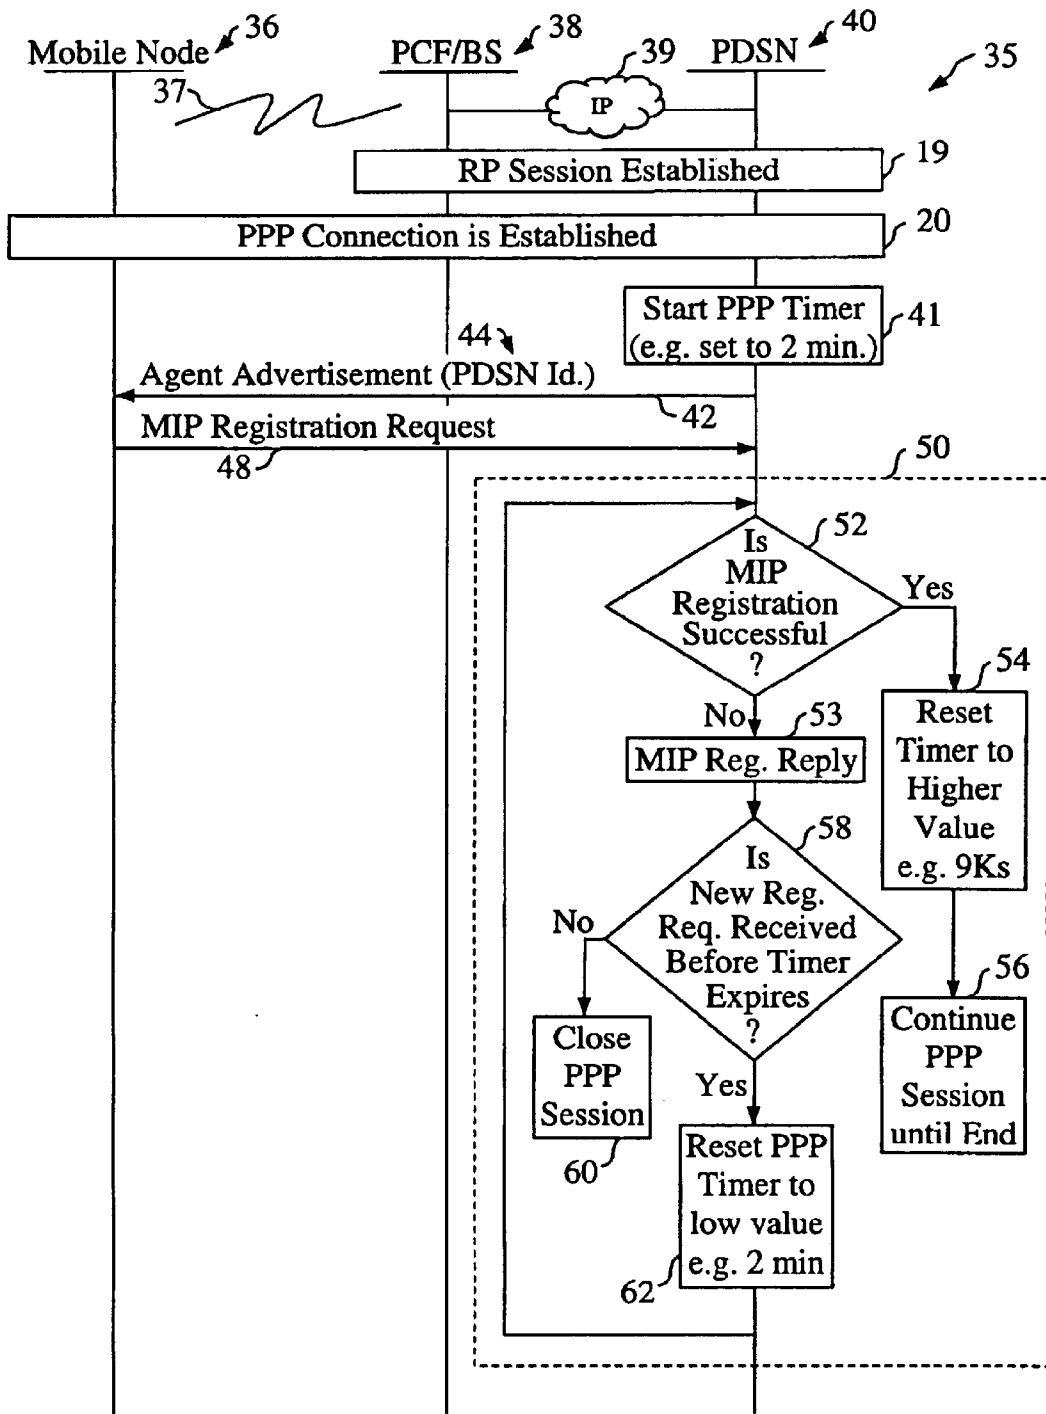 36
38
40
Mobile Node
PCF/BS
39
PDSN
35
37
IP
19
RP Session Established
20
PPP Connection is Established
Start PPP Timer
(e.g. set to 2 min.)
41
44
Agent Advertisement (PDSN Id.)
42
MIP Registration Request
48
50
52
Is
MIP
Registration
Successful
?
Yes
54
No
53
MIP Reg. Reply
Reset
Timer to
Higher
Value
e.g. 9Ks
58
Is
New Reg.
Req. Received
Before Timer
Expires
?
No
56
Close
PPP
Session
60
Yes
Continue
PPP
Session
until End
Reset PPP
Timer to
low value
e.g. 2 min
62